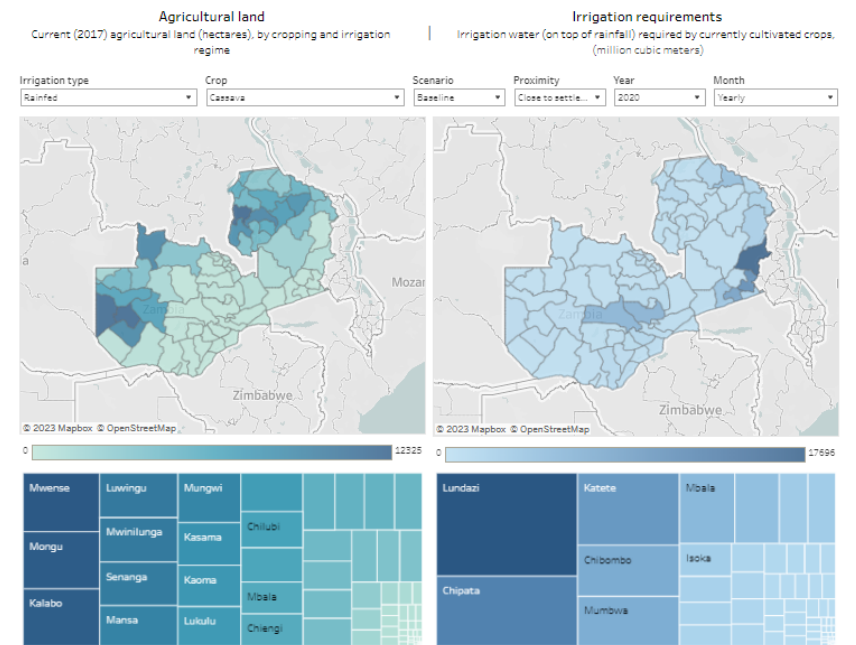 Agricultural land
Current (2017) agricultural land (hectares), by cropping and irrigation
regime
|
Irrigation requirements
Irrigation water (on top of rainfall) required by currently cultivated crops,
(million cubic meters)
Irrigation type
Crop
Scenario
Proximity
Year
Month
Rainfed
Cassava
Baseline
Close to settle...
2020
Yearly
a
Mozar
Zambia
Zimbabwe
© 2023 Mapbox © OpenStreetMap
Zambia
Zimbabwe
© 2023 Mapbox © OpenStreetMap
0
12325
0
17696
Mwense
Mongu
Kalabo
Luwingu
Mwinilunga
Senanga
Mansa
Mungwi
Kasama
Kaoma
Lukulu
Chilubi
Mbala
Chiengi
Lundazi
Chipata
Katete
Chibombo
Mumbwa
Mbala
Isoka